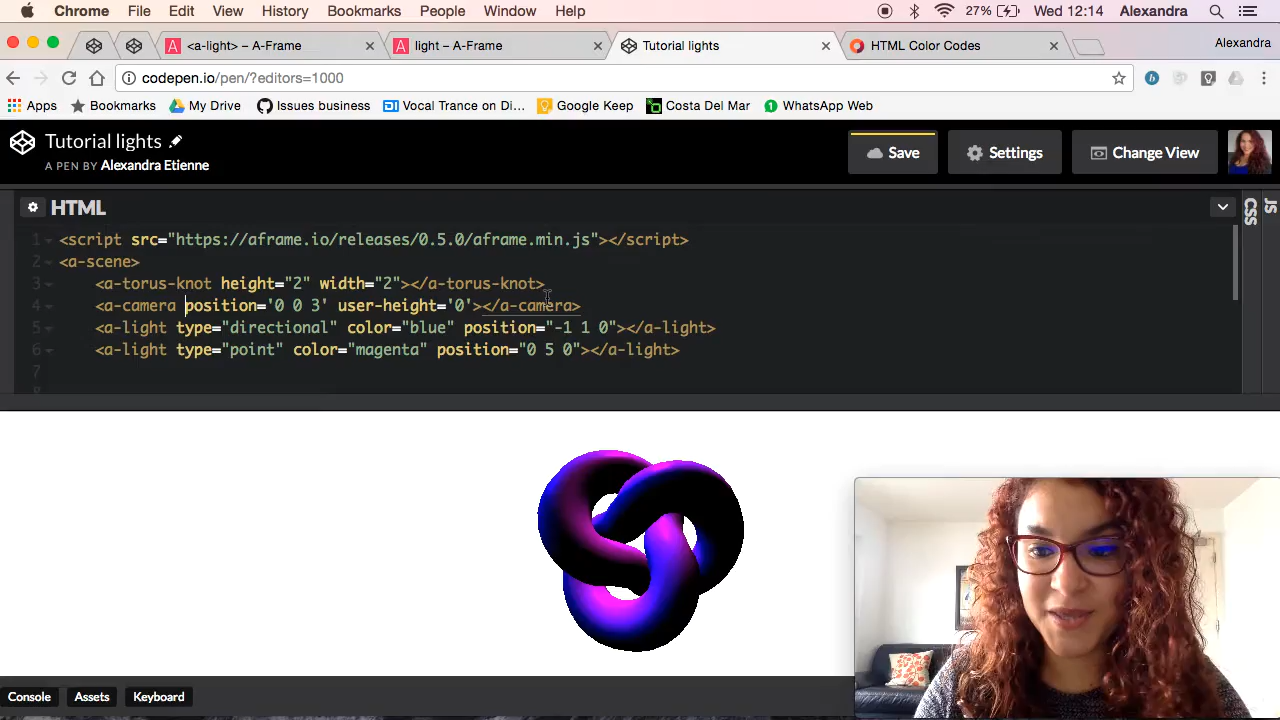 Chrome File Edit View History Bookmarks People Window Help 27% Wed 12:14 Alexandra
<a-light> – A-Frame × light – A-Frame × Tutorial lights × HTML Color Codes × Alexandra
codepen.io/pen/?editors=1000
Apps Bookmarks My Drive Issues business Vocal Trance on Di... Google Keep Costa Del Mar WhatsApp Web
Tutorial lights
A PEN BY Alexandra Etienne
Save Settings Change View
HTML
CSS
JS
1 <script src="https://aframe.io/releases/0.5.0/aframe.min.js"></script>
2 <a-scene>
3 <a-torus-knot height="2" width="2"></a-torus-knot>
4 <a-camera position='0 0 3' user-height='0'></a-camera>
5 <a-light type="directional" color="blue" position="-1 1 0"></a-light>
6 <a-light type="point" color="magenta" position="0 5 0"></a-light>
7
8
Console Assets Keyboard